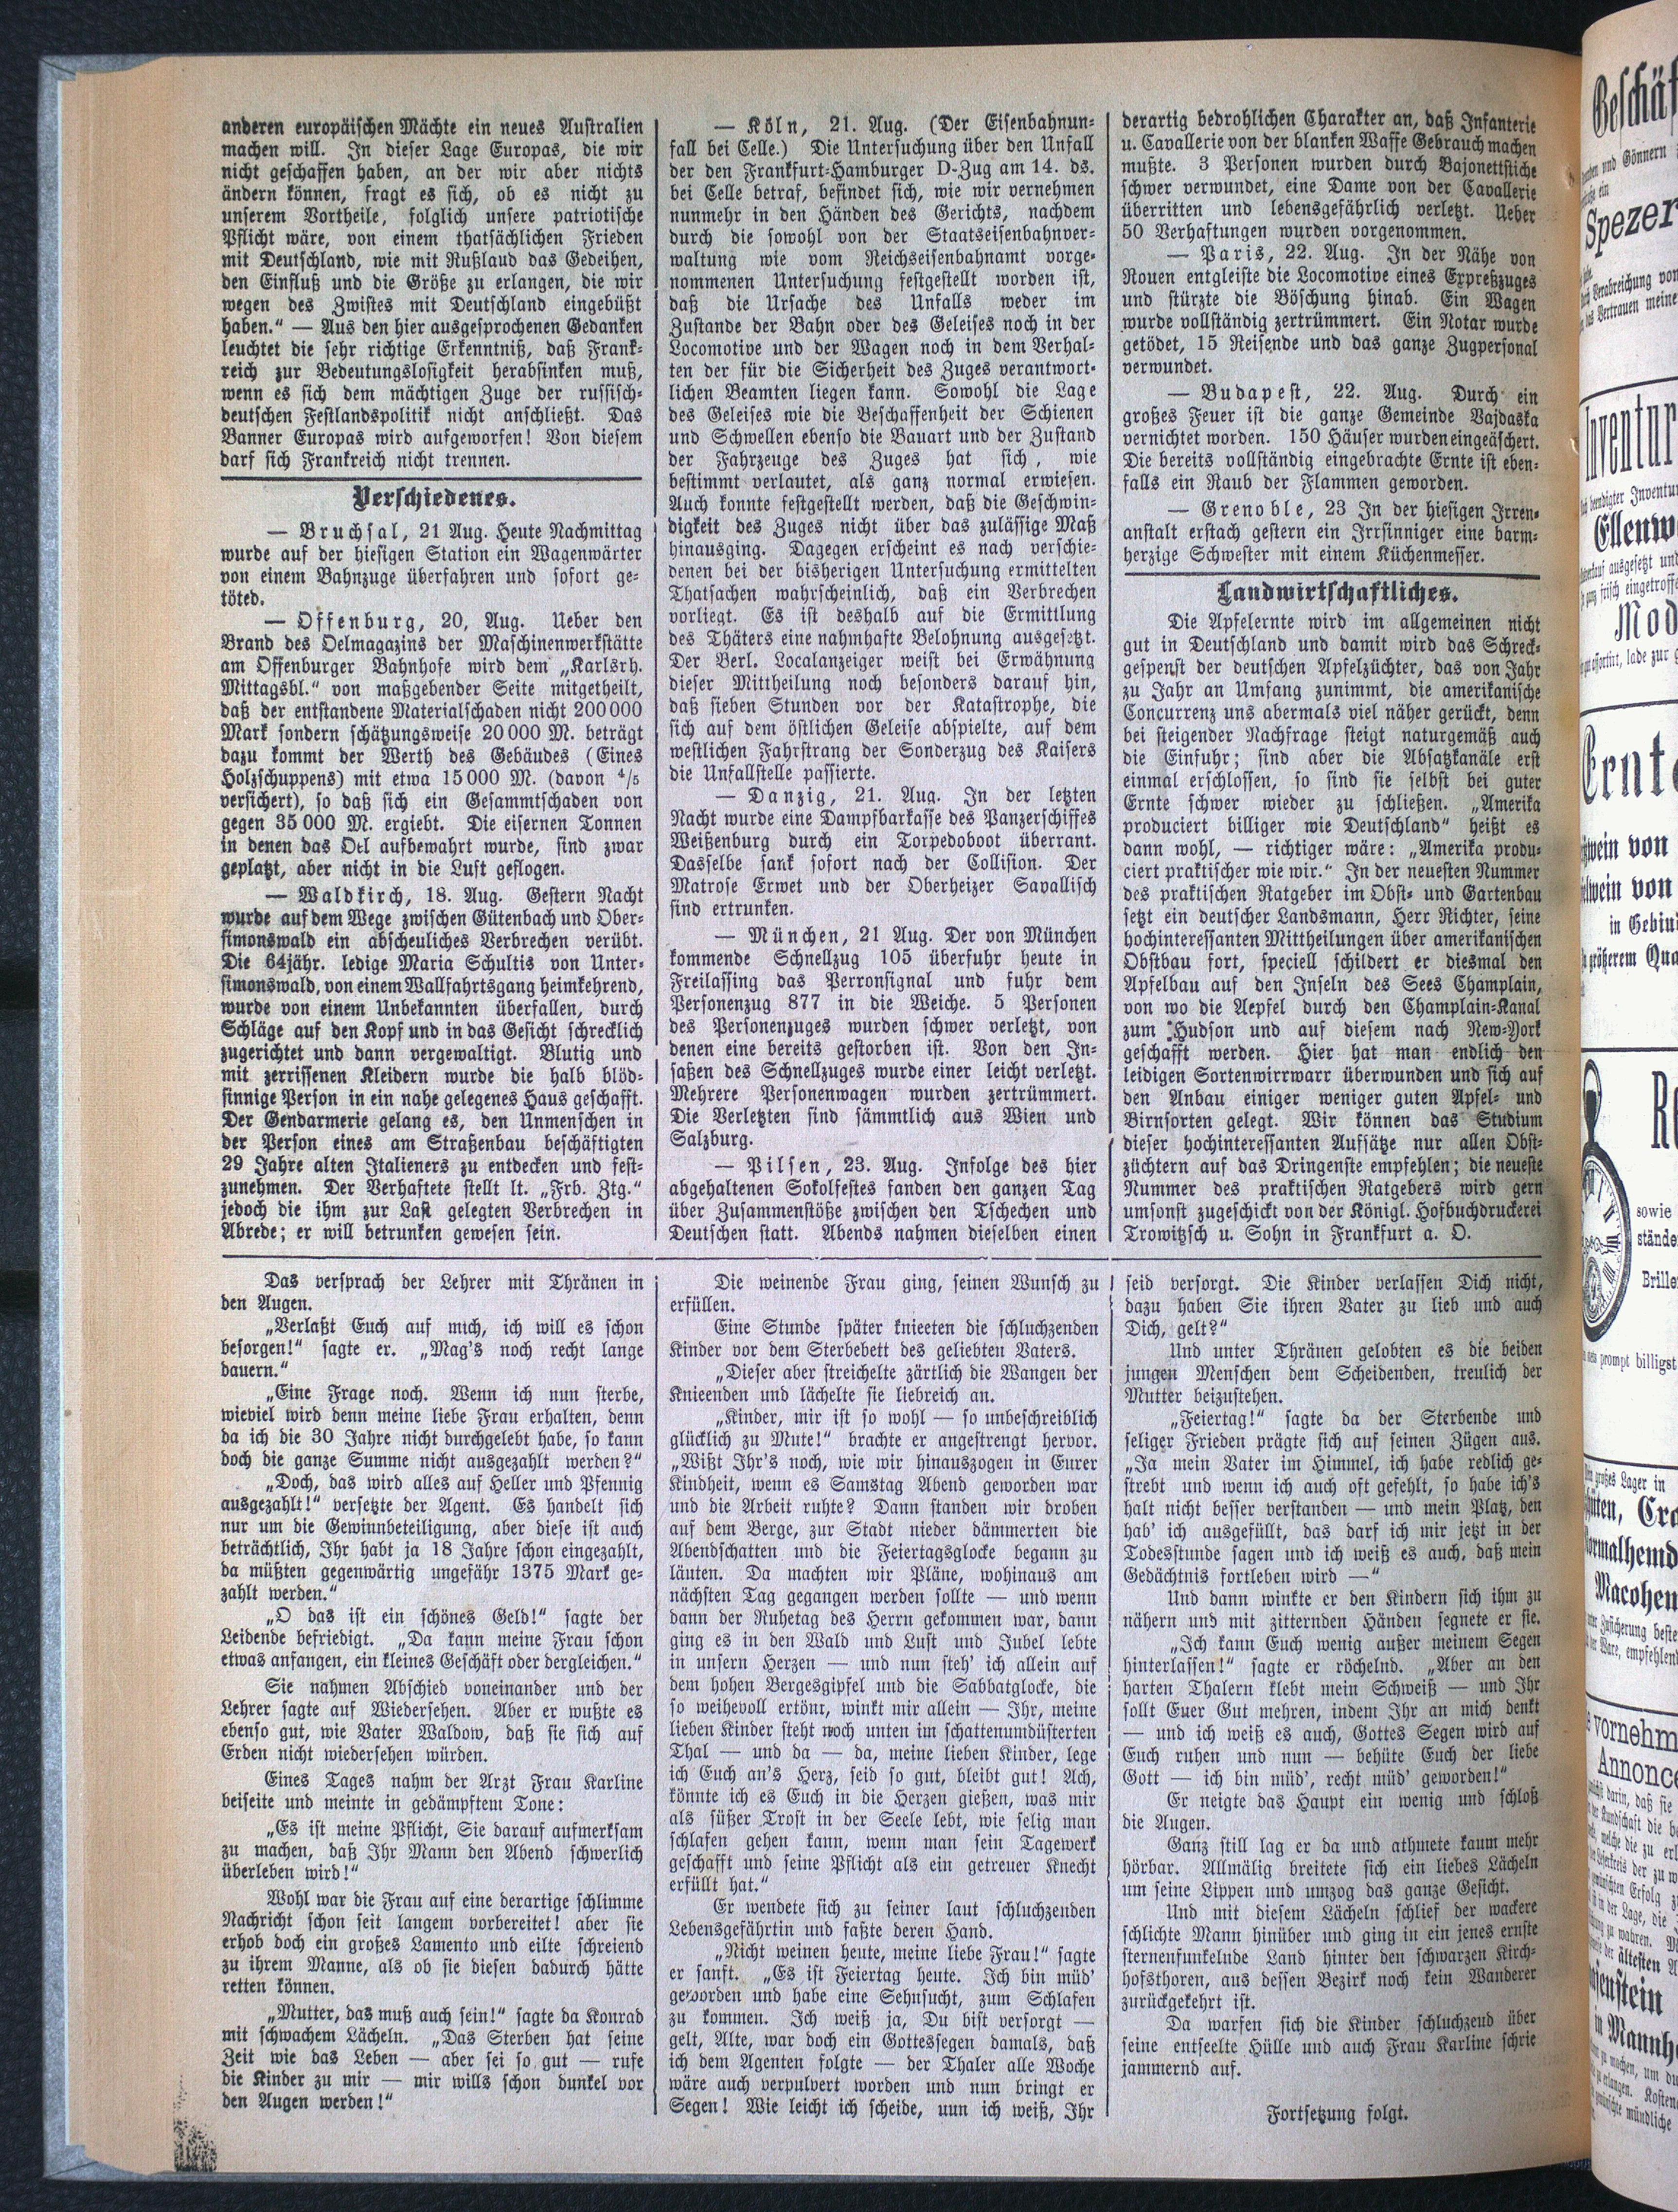 anderen europäischen Mächte ein neues Australien
machen will. In dieser Lage Europas, die wir
nicht geschaffen haben, an der wir aber nichts
ändern können, fragt es sich, ob es nicht zu
unserem Vortheile, folglich unsere patriotische
Pflicht wäre, von einem thatsächlichen Frieden
mit Deutschland, wie mit Rußlaud das Gedeihen,
den Einfluß und die Größe zu erlangen, die wir
wegen des Zwistes mit Deutschland eingebüßt
haben.“ — Aus den hier ausgesprochenen Gedanken
leuchtet die sehr richtige Erkenntniß, daß Frank-
reich zur Bedeutungslosigkeit herabsinken muß,
wenn es sich dem mächtigen Zuge der russisch-
deutschen Festlandspolitik nicht anschließt. Das
Banner Europas wird aufgeworfen! Von diesem
darf sich Frankreich nicht trennen.
Verschiedenes.
— Bruchsal, 21 Aug. Heute Nachmittag
wurde auf der hiesigen Station ein Wagenwärter
von einem Bahnzuge überfahren und sofort ge-
töted.
— Offenburg, 20, Aug. Ueber den
Brand des Oelmagazins der Maschinenwerkstätte
am Offenburger Bahnhofe wird dem „Karlsrh.
Mittagsbl.“ von maßgebender Seite mitgetheilt,
daß der entstandene Materialschaden nicht 200 000
Mark sondern schätzungsweise 20 000 M. beträgt
dazu kommt der Werth des Gebäudes (Eines
Holzschuppens) mit etwa 15 000 M. (davon 4/5
versichert), so daß sich ein Gesammtschaden von
gegen 35 000 M. ergiebt. Die eisernen Tonnen
in denen das Oel aufbewahrt wurde, sind zwar
geplatzt, aber nicht in die Luft geflogen.
— Waldkirch, 18. Aug. Gestern Nacht
wurde auf dem Wege zwischen Gütenbach und Ober-
simonswald ein abscheuliches Verbrechen verübt.
Die 64jähr. ledige Maria Schultis von Unter-
simonswald, von einem Wallfahrtsgang heimkehrend,
wurde von einem Unbekannten überfallen, durch
Schläge auf den Kopf und in das Gesicht schrecklich
zugerichtet und dann vergewaltigt. Blutig und
mit zerrissenen Kleidern wurde die halb blöd-
sinnige Person in ein nahe gelegenes Haus geschafft.
Der Gendarmerie gelang es, den Unmenschen in
der Person eines am Straßenbau beschäftigten
29 Jahre alten Italieners zu entdecken und fest-
zunehmen. Der Verhaftete stellt lt. „Frb. Ztg.“
jedoch die ihm zur Last gelegten Verbrechen in
Abrede; er will betrunken gewesen sein.
— Köln, 21. Aug. (Der Eisenbahnun-
fall bei Celle.) Die Untersuchung über den Unfall
der den Frankfurt-Hamburger D-Zug am 14. ds.
bei Celle betraf, befindet sich, wie wir vernehmen
nunmehr in den Händen des Gerichts, nachdem
durch die sowohl von der Staatseisenbahnver-
waltung wie vom Reichseisenbahnamt vorge-
nommenen Untersuchung festgestellt worden ist,
daß die Ursache des Unfalls weder im
Zustande der Bahn oder des Geleises noch in der
Locomotive und der Wagen noch in dem Verhal-
ten der für die Sicherheit des Zuges verantwort-
lichen Beamten liegen kann. Sowohl die Lage
des Geleises wie die Beschaffenheit der Schienen
und Schwellen ebenso die Bauart und der Zustand
der Fahrzeuge des Zuges hat sich, wie
bestimmt verlautet, als ganz normal erwiesen.
Auch konnte festgestellt werden, daß die Geschwin-
digkeit des Zuges nicht über das zulässige Maß
hinausging. Dagegen erscheint es nach verschie-
denen bei der bisherigen Untersuchung ermittelten
Thatsachen wahrscheinlich, daß ein Verbrechen
vorliegt. Es ist deshalb auf die Ermittlung
des Thäters eine nahmhafte Belohnung ausgesetzt.
Der Berl. Localanzeiger weist bei Erwähnung
dieser Mittheilung noch besonders darauf hin,
daß sieben Stunden vor der Katastrophe, die
sich auf dem östlichen Geleise abspielte, auf dem
westlichen Fahrstrang der Sonderzug des Kaisers
die Unfallstelle passierte.
— Danzig, 21. Aug. In der letzten
Nacht wurde eine Dampfbarkasse des Panzerschiffes
Weißenburg durch ein Torpedoboot überrant.
Dasselbe sank sofort nach der Collision. Der
Matrose Erwet und der Oberheizer Savallisch
sind ertrunken.
— München, 21 Aug. Der von München
kommende Schnellzug 105 überfuhr heute in
Freilassing das Perronsignal und fuhr dem
Personenzug 877 in die Weiche. 5 Personen
des Personenzuges wurden schwer verletzt, von
denen eine bereits gestorben ist. Von den In-
saßen des Schnellzuges wurde einer leicht verletzt.
Mehrere Personenwagen wurden zertrümmert.
Die Verletzten sind sämmtlich aus Wien und
Salzburg.
— Pilsen, 23. Aug. Infolge des hier
abgehaltenen Sokolfestes fanden den ganzen Tag
über Zusammenstöße zwischen den Tschechen und
Deutschen statt. Abends nahmen dieselben einen
derartig bedrohlichen Charakter an, daß Infanterie
u. Cavallerie von der blanken Waffe Gebrauch machen
mußte. 3 Personen wurden durch Bajonettstiche
schwer verwundet, eine Dame von der Cavallerie
überritten und lebensgefährlich verletzt. Ueber
50 Verhaftungen wurden vorgenommen.
— Paris, 22. Aug. In der Nähe von
Rouen entgleiste die Locomotive eines Expreßzuges
und stürzte die Böschung hinab. Ein Wagen
wurde vollständig zertrümmert. Ein Notar wurde
getödet, 15 Reisende und das ganze Zugpersonal
verwundet.
— Budapest, 22. Aug. Durch ein
großes Feuer ist die ganze Gemeinde Vajdaska
vernichtet worden. 150 Häuser wurden eingeäschert.
Die bereits vollständig eingebrachte Ernte ist eben-
falls ein Raub der Flammen geworden.
— Grenoble, 23 In der hiesigen Irren-
anstalt erstach gestern ein Irrsinniger eine barm-
herzige Schwester mit einem Küchenmesser.
Landwirtschaftliches.
Die Apfelernte wird im allgemeinen nicht
gut in Deutschland und damit wird das Schreck-
gespenst der deutschen Apfelzüchter, das von Jahr
zu Jahr an Umfang zunimmt, die amerikanische
Concurrenz uns abermals viel näher gerückt, denn
bei steigender Nachfrage steigt naturgemäß auch
die Einfuhr; sind aber die Absatzkanäle erst
einmal erschlossen, so sind sie selbst bei guter
Ernte schwer wieder zu schließen. „Amerika
produciert billiger wie Deutschland“ heißt es
dann wohl, — richtiger wäre: „Amerika produ-
ciert praktischer wie wir.“ In der neuesten Nummer
des praktischen Ratgeber im Obst- und Gartenbau
setzt ein deutscher Landsmann, Herr Richter, seine
hochinteressanten Mittheilungen über amerikanischen
Obstbau fort, speciell schildert er diesmal den
Apfelbau auf den Inseln des Sees Champlain,
von wo die Aepfel durch den Champlain-Kanal
zum Hudson und auf diesem nach New-York
geschafft werden. Hier hat man endlich den
leidigen Sortenwirrwarr überwunden und sich auf
den Anbau einiger weniger guten Apfel- und
Birnsorten gelegt. Wir können das Studium
dieser hochinteressanten Aufsätze nur allen Obst-
züchtern auf das Dringenste empfehlen; die neueste
Nummer des praktischen Ratgebers wird gern
umsonst zugeschickt von der Königl. Hofbuchdruckerei
Trowitzsch u. Sohn in Frankfurt a. O.
Das versprach der Lehrer mit Thränen in
den Augen.
„Verlaßt Euch auf mich, ich will es schon
besorgen!“ sagte er. „Mag's noch recht lange
dauern.“
„Eine Frage noch. Wenn ich nun sterbe,
wieviel wird denn meine liebe Frau erhalten, denn
da ich die 30 Jahre nicht durchgelebt habe, so kann
doch die ganze Summe nicht ausgezahlt werden?“
„Doch, das wird alles auf Heller und Pfennig
ausgezahlt!“ versetzte der Agent. Es handelt sich
nur um die Gewinnbeteiligung, aber diese ist auch
beträchtlich, Ihr habt ja 18 Jahre schon eingezahlt,
da müßten gegenwärtig ungefähr 1375 Mark ge-
zahlt werden.“
„O das ist ein schönes Geld!“ sagte der
Leidende befriedigt. „Da kann meine Frau schon
etwas anfangen, ein kleines Geschäft oder dergleichen.“
Sie nahmen Abschied voneinander und der
Lehrer sagte auf Wiedersehen. Aber er wußte es
ebenso gut, wie Vater Waldow, daß sie sich auf
Erden nicht wiedersehen würden.
Eines Tages nahm der Arzt Frau Karline
beiseite und meinte in gedämpftem Tone:
„Es ist meine Pflicht, Sie darauf aufmerksam
zu machen, daß Ihr Mann den Abend schwerlich
überleben wird!“
Wohl war die Frau auf eine derartige schlimme
Nachricht schon seit langem vorbereitet! aber sie
erhob doch ein großes Lamento und eilte schreiend
zu ihrem Manne, als ob sie diesen dadurch hätte
retten können.
„Mutter, das muß auch sein!“ sagte da Konrad
mit schwachem Lächeln. „Das Sterben hat seine
Zeit wie das Leben — aber sei so gut — rufe
die Kinder zu mir — mir wills schon dunkel vor
den Augen werden!“
Die weinende Frau ging, seinen Wunsch zu
erfüllen.
Eine Stunde später knieeten die schluchzenden
Kinder vor dem Sterbebett des geliebten Vaters.
„Dieser aber streichelte zärtlich die Wangen der
Knieenden und lächelte sie liebreich an.
„Kinder, mir ist so wohl — so unbeschreiblich
glücklich zu Mute!“ brachte er angestrengt hervor.
„Wißt Ihr's noch, wie wir hinauszogen in Eurer
Kindheit, wenn es Samstag Abend geworden war
und die Arbeit ruhte? Dann standen wir droben
auf dem Berge, zur Stadt nieder dämmerten die
Abendschatten und die Feiertagsglocke begann zu
läuten. Da machten wir Pläne, wohinaus am
nächsten Tag gegangen werden sollte — und wenn
dann der Ruhetag des Herrn gekommen war, dann
ging es in den Wald und Lust und Jubel lebte
in unsern Herzen — und nun steh' ich allein auf
dem hohen Bergesgipfel und die Sabbatglocke, die
so weihevoll ertönt, winkt mir allein — Ihr, meine
lieben Kinder steht noch unten im schattenumdüsterten
Thal — und da — da, meine lieben Kinder, lege
ich Euch an's Herz, seid so gut, bleibt gut! Ach,
könnte ich es Euch in die Herzen gießen, was mir
als süßer Trost in der Seele lebt, wie selig man
schlafen gehen kann, wenn man sein Tagewerk
geschafft und seine Pflicht als ein getreuer Knecht
erfüllt hat.“
Er wendete sich zu seiner laut schluchzenden
Lebensgefährtin und faßte deren Hand.
„Nicht weinen heute, meine liebe Frau!“ sagte
er sanft. „Es ist Feiertag heute. Ich bin müd'
geworden und habe eine Sehnsucht, zum Schlafen
zu kommen. Ich weiß ja, Du bist versorgt —
gelt, Alte, war doch ein Gottessegen damals, daß
ich dem Agenten folgte — der Thaler alle Woche
wäre auch verpulvert worden und nun bringt er
Segen! Wie leicht ich scheide, uun ich weiß, Ihr
seid versorgt. Die Kinder verlassen Dich nicht,
dazu haben Sie ihren Vater zu lieb und auch
Dich, gelt?“
Und unter Thränen gelobten es die beiden
jungen Menschen dem Scheidenden, treulich der
Mutter beizustehen.
„Feiertag!“ sagte da der Sterbende und
seliger Frieden prägte sich auf seinen Zügen aus.
„Ja mein Vater im Himmel, ich habe redlich ge-
strebt und wenn ich auch oft gefehlt, so habe ich's
halt nicht besser verstanden — und mein Platz, den
hab' ich ausgefüllt, das darf ich mir jetzt in der
Todesstunde sagen und ich weiß es auch, daß mein
Gedächtnis fortleben wird —“
Und dann winkte er den Kindern sich ihm zu
nähern und mit zitternden Händen segnete er sie.
„Ich kann Euch wenig außer meinem Segen
hinterlassen!“ sagte er röchelnd. „Aber an den
harten Thalern klebt mein Schweiß — und Ihr
sollt Euer Gut mehren, indem Ihr an mich denkt
— und ich weiß es auch, Gottes Segen wird auf
Euch ruhen und nun — behüte Euch der liebe
Gott — ich bin müd', recht müd' geworden!“
Er neigte das Haupt ein wenig und schloß
die Augen.
Ganz still lag er da und athmete kaum mehr
hörbar. Allmälig breitete sich ein liebes Lächeln
um seine Lippen und umzog das ganze Gesicht.
Und mit diesem Lächeln schlief der wackere
schlichte Mann hinüber und ging in ein jenes ernste
sternenfunkelnde Land hinter den schwarzen Kirch-
hofsthoren, aus dessen Bezirk noch kein Wanderer
zurückgekehrt ist.
Da warfen sich die Kinder schluchzend über
seine entseelte Hülle und auch Frau Karline schrie
jammernd auf.
Fortsetzung folgt.
Spezer
Inventur
Ellenw
Mod
Ernte
wein von
in Gebin
größerem Qua
sowie
stände
Brille
prompt billigst
großes Lager in
Macohem
vornehm
Annonce
in Mannh